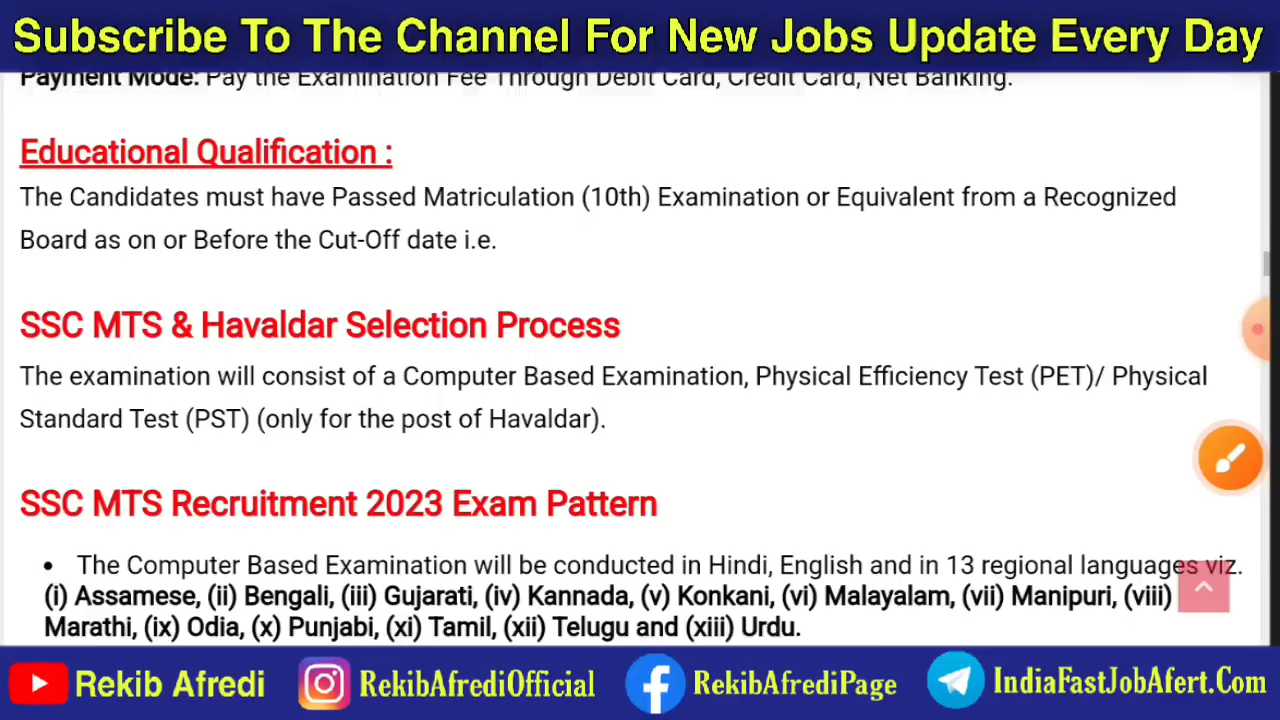 Subscribe To The Channel For New Jobs Update Every Day
Payment Mode: Pay the Examination Fee Through Debit Card, Credit Card, Net Banking.
Educational Qualification :
The Candidates must have Passed Matriculation (10th) Examination or Equivalent from a Recognized
Board as on or Before the Cut-Off date i.e.
SSC MTS & Havaldar Selection Process
The examination will consist of a Computer Based Examination, Physical Efficiency Test (PET)/ Physical
Standard Test (PST) (only for the post of Havaldar).
SSC MTS Recruitment 2023 Exam Pattern
• The Computer Based Examination will be conducted in Hindi, English and in 13 regional languages viz.
(i) Assamese, (ii) Bengali, (iii) Gujarati, (iv) Kannada, (v) Konkani, (vi) Malayalam, (vii) Manipuri, (viii)
Marathi, (ix) Odia, (x) Punjabi, (xi) Tamil, (xii) Telugu and (xiii) Urdu.
Rekib Afredi RekibAfrediOfficial RekibAfrediPage IndiaFastJobAfert.Com